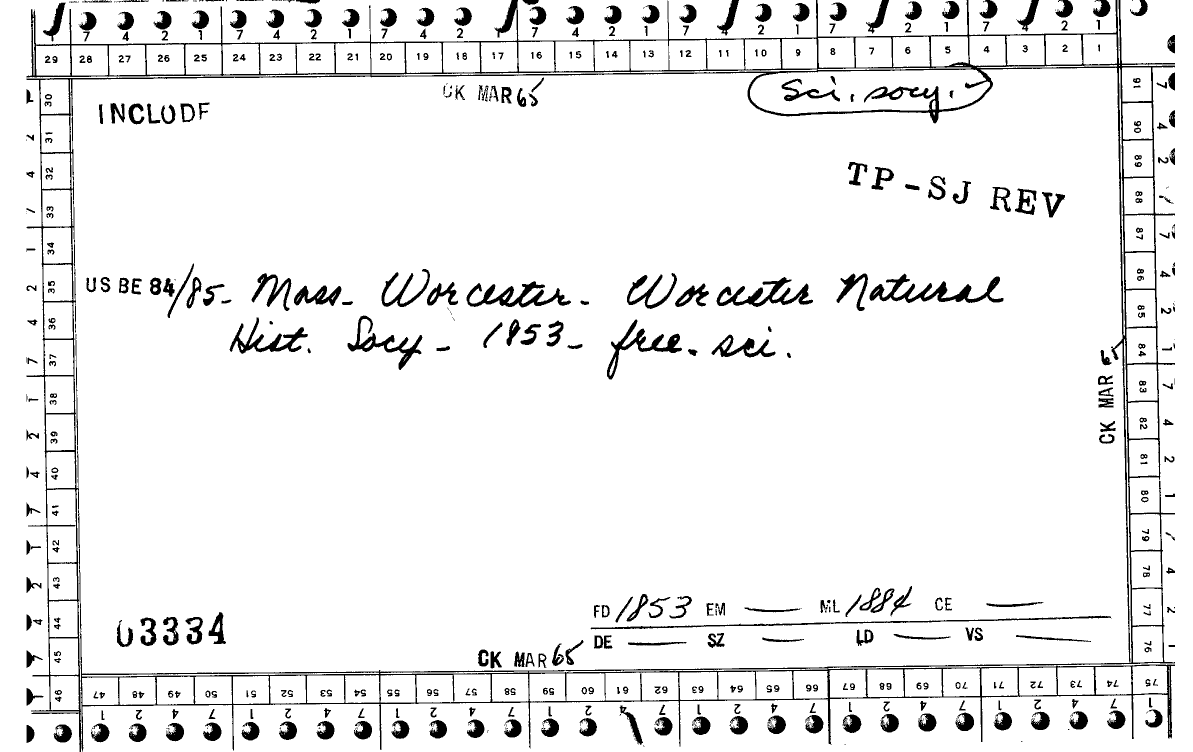 7 4 2 1 7 4 2 1 7 4 2 1 7 4 2 1 7 4 2 1 7 4 2 1 7 4 2 1
29 28 27 26 25 24 23 22 21 20 19 18 17 16 15 14 13 12 11 10 9 8 7 6 5 4 3 2 1
CK MAR 65
Sci. socy.
INCLUDE
TP-SJ REV
US BE 84/85- Mass- Worcester- Worcester Natural
Hist. Socy- 1853- free. sci.
CK MAR 65
FD 1853 EM — ML 1884 CE —
03334
DE — SZ — LD — VS —
CK MAR 65
30 31 32 33 34 35 36 37 38 39 40 41 42 43 44 45 46
91 90 89 88 87 86 85 84 83 82 81 80 79 78 77 76
47 48 49 50 51 52 53 54 55 56 57 58 59 60 61 62 63 64 65 66 67 68 69 70 71 72 73 74 75
1 2 4 7 1 2 4 7 1 2 4 7 1 2 4 7 1 2 4 7 1 2 4 7 1 2 4 7 1